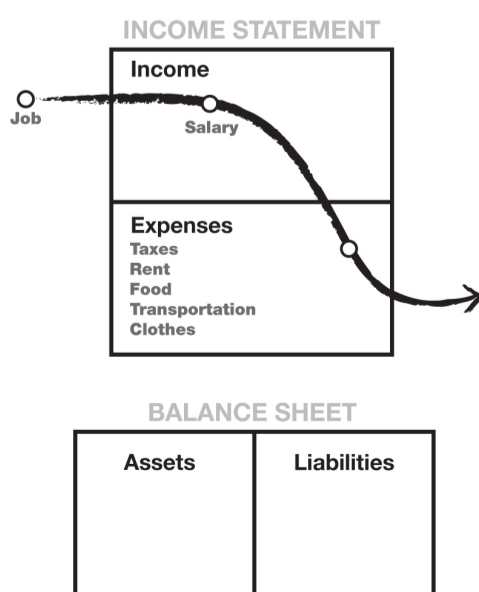 INCOME STATEMENT
Income
Job
Salary
Expenses
Taxes
Rent
Food
Transportation
Clothes
BALANCE SHEET
Assets Liabilities